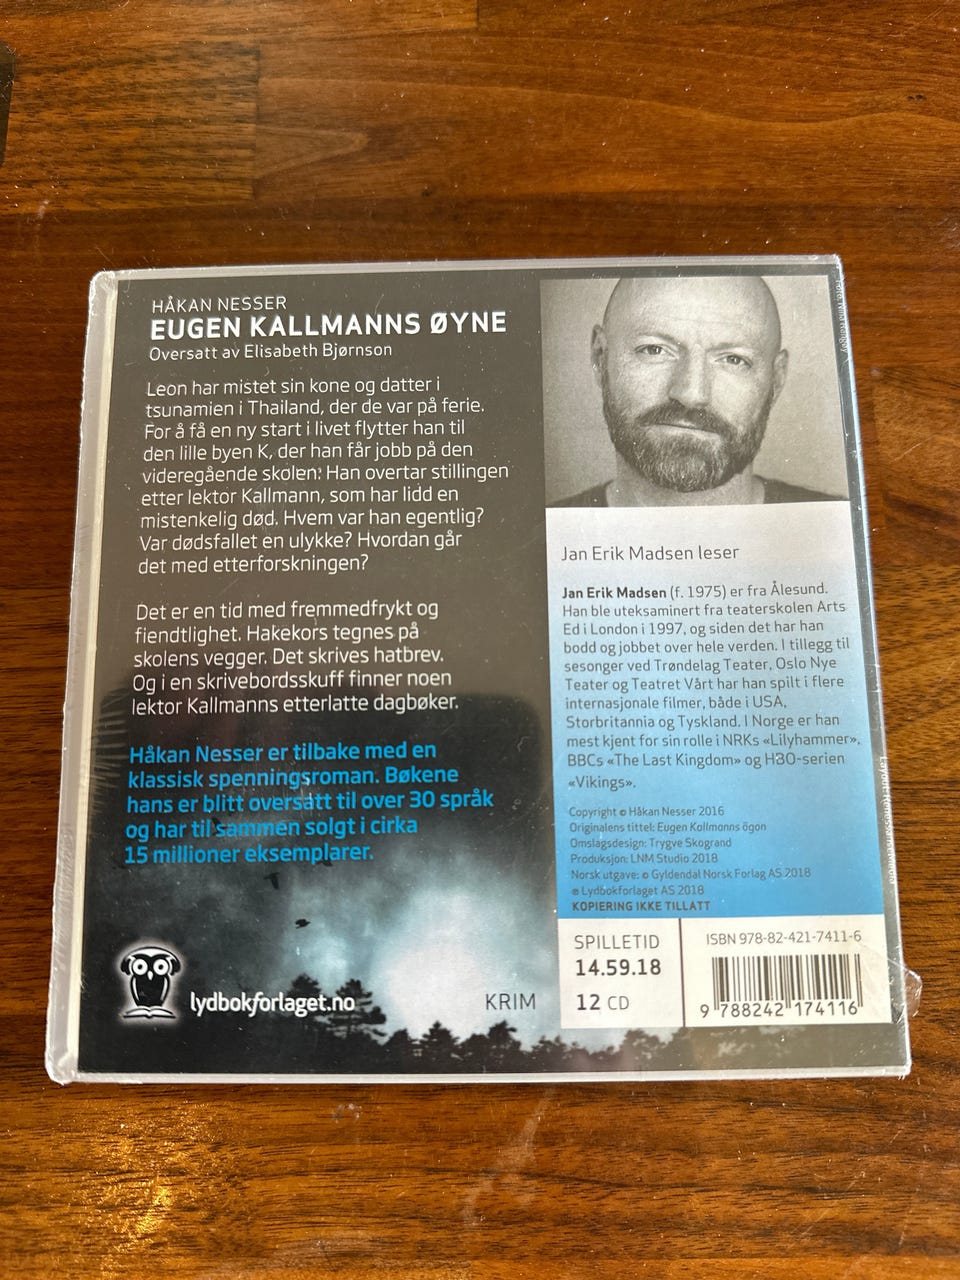 HÅKAN NESSER
EUGEN KALLMANNS ØYNE
Oversatt av Elisabeth Bjørnson
Leon har mistet sin kone og datter i
tsunamien i Thailand, der de var på ferie.
For å få en ny start i livet flytter han til
den lille byen K, der han får jobb på den
videregående skolen. Han overtar stillingen
etter lektor Kallmann, som har lidd en
mistenkelig død. Hvem var han egentlig?
Var dødsfallet en ulykke? Hvordan går
det med etterforskningen?
Det er en tid med fremmedfrykt og
fiendtlighet. Hakekors tegnes på
skolens vegger. Det skrives hatbrev.
Og i en skrivebordsskuff finner noen
lektor Kallmanns etterlatte dagbøker.
Håkan Nesser er tilbake med en
klassisk spenningsroman. Bøkene
hans er blitt oversatt til over 30 språk
og har til sammen solgt i cirka
15 millioner eksemplarer.
lydbokforlaget.no
KRIM
Jan Erik Madsen leser
Jan Erik Madsen (f. 1975) er fra Ålesund.
Han ble uteksaminert fra teaterskolen Arts
Ed i London i 1997, og siden det har han
bodd og jobbet over hele verden. I tillegg til
sesonger ved Trøndelag Teater, Oslo Nye
Teater og Teatret Vårt har han spilt i flere
internasjonale filmer, både i USA,
Storbritannia og Tyskland. I Norge er han
mest kjent for sin rolle i NRKs «Lilyhammer»,
BBCs «The Last Kingdom» og HBO-serien
«Vikings».
Copyright © Håkan Nesser 2016
Originalens tittel: Eugen Kallmanns ögon
Omslagsdesign: Trygve Skogrand
Produksjon: LNM Studio 2018
Norsk utgave: © Gyldendal Norsk Forlag AS 2018
℗ Lydbokforlaget AS 2018
KOPIERING IKKE TILLATT
SPILLETID
14.59.18
12 CD
ISBN 978-82-421-7411-6
9 788242 174116